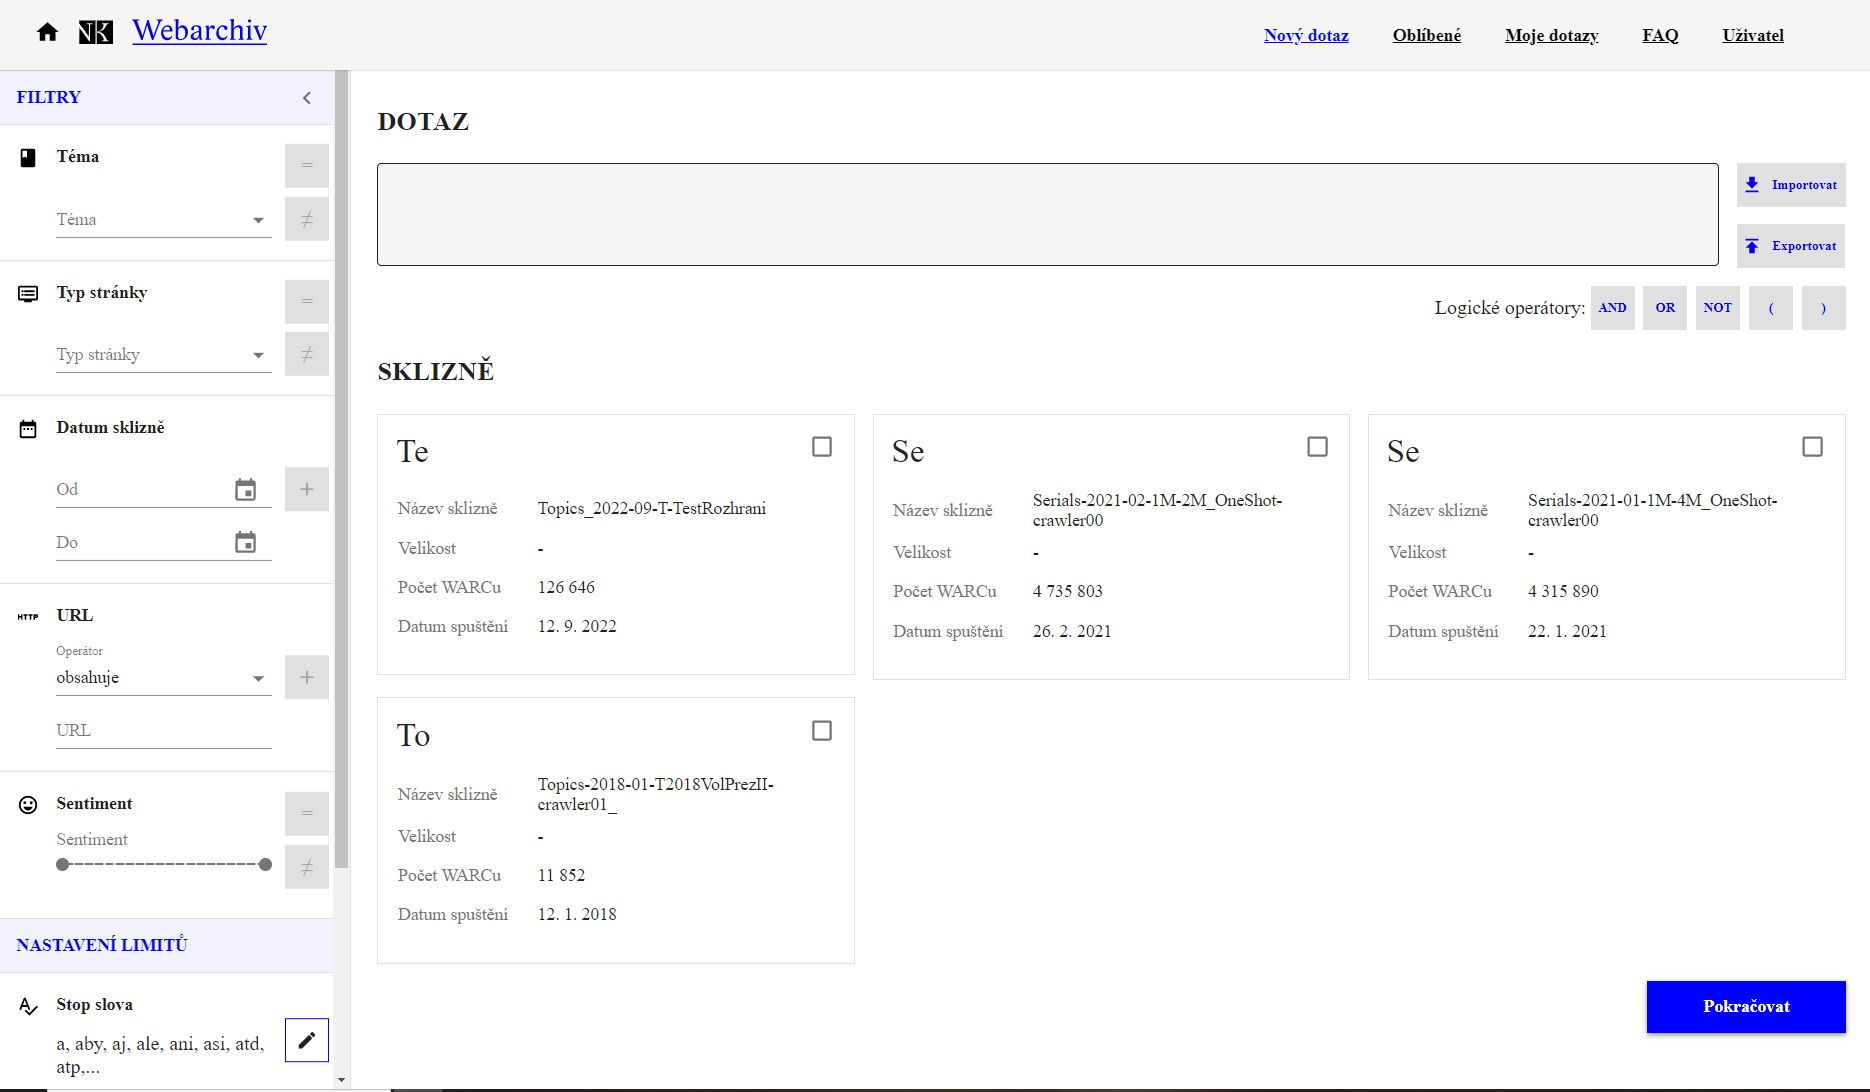 NK Webarchiv
Nový dotaz
Oblíbené
Moje dotazy
FAQ
Uživatel
FILTRY
Téma
=
Téma
≠
Typ stránky
=
Typ stránky
≠
Datum sklizně
Od
+
Do
HTTP URL
Operátor
obsahuje
+
URL
Sentiment
=
Sentiment
≠
NASTAVENÍ LIMITŮ
Stop slova
a, aby, aj, ale, ani, asi, atd,
atp,...
DOTAZ
Importovat
Exportovat
Logické operátory: AND OR NOT ( )
SKLIZNĚ
Te
Název sklizně Topics_2022-09-T-TestRozhrani
Velikost -
Počet WARCu 126 646
Datum spuštění 12. 9. 2022
Se
Název sklizně Serials-2021-02-1M-2M_OneShot-
crawler00
Velikost -
Počet WARCu 4 735 803
Datum spuštění 26. 2. 2021
Se
Název sklizně Serials-2021-01-1M-4M_OneShot-
crawler00
Velikost -
Počet WARCu 4 315 890
Datum spuštění 22. 1. 2021
To
Název sklizně Topics-2018-01-T2018VolPrezII-
crawler01_
Velikost -
Počet WARCu 11 852
Datum spuštění 12. 1. 2018
Pokračovat